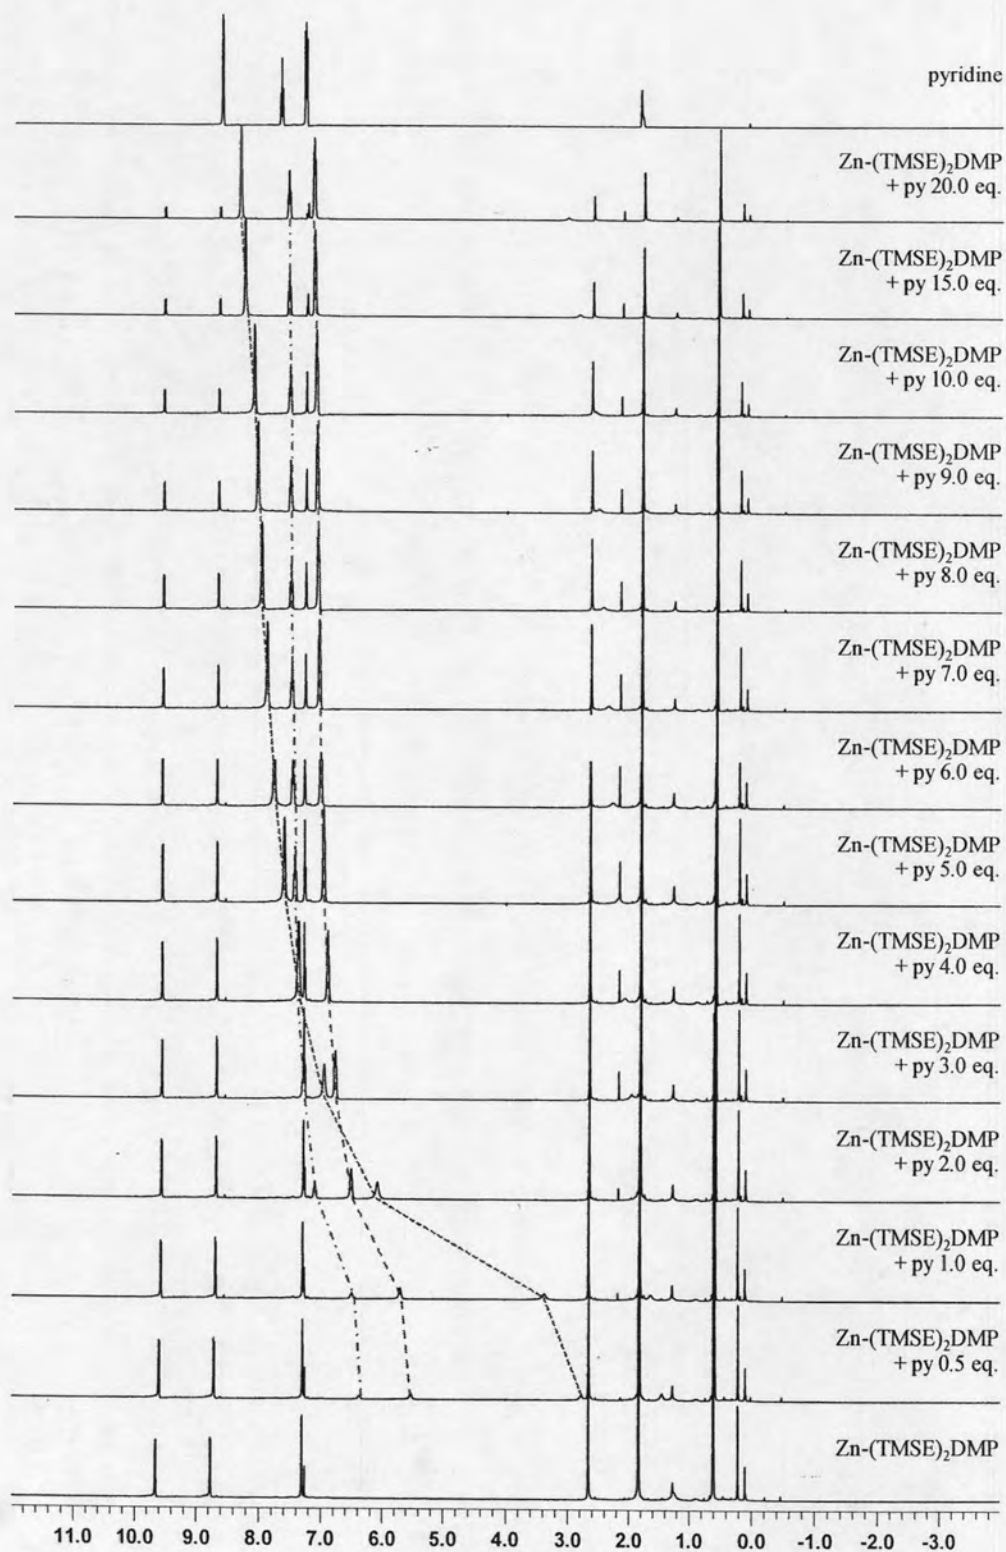 pyridine
Zn-(TMSE)₂DMP
+ py 20.0 eq.
Zn-(TMSE)₂DMP
+ py 15.0 eq.
Zn-(TMSE)₂DMP
+ py 10.0 eq.
Zn-(TMSE)₂DMP
+ py 9.0 eq.
Zn-(TMSE)₂DMP
+ py 8.0 eq.
Zn-(TMSE)₂DMP
+ py 7.0 eq.
Zn-(TMSE)₂DMP
+ py 6.0 eq.
Zn-(TMSE)₂DMP
+ py 5.0 eq.
Zn-(TMSE)₂DMP
+ py 4.0 eq.
Zn-(TMSE)₂DMP
+ py 3.0 eq.
Zn-(TMSE)₂DMP
+ py 2.0 eq.
Zn-(TMSE)₂DMP
+ py 1.0 eq.
Zn-(TMSE)₂DMP
+ py 0.5 eq.
Zn-(TMSE)₂DMP
11.0 10.0 9.0 8.0 7.0 6.0 5.0 4.0 3.0 2.0 1.0 0.0 -1.0 -2.0 -3.0